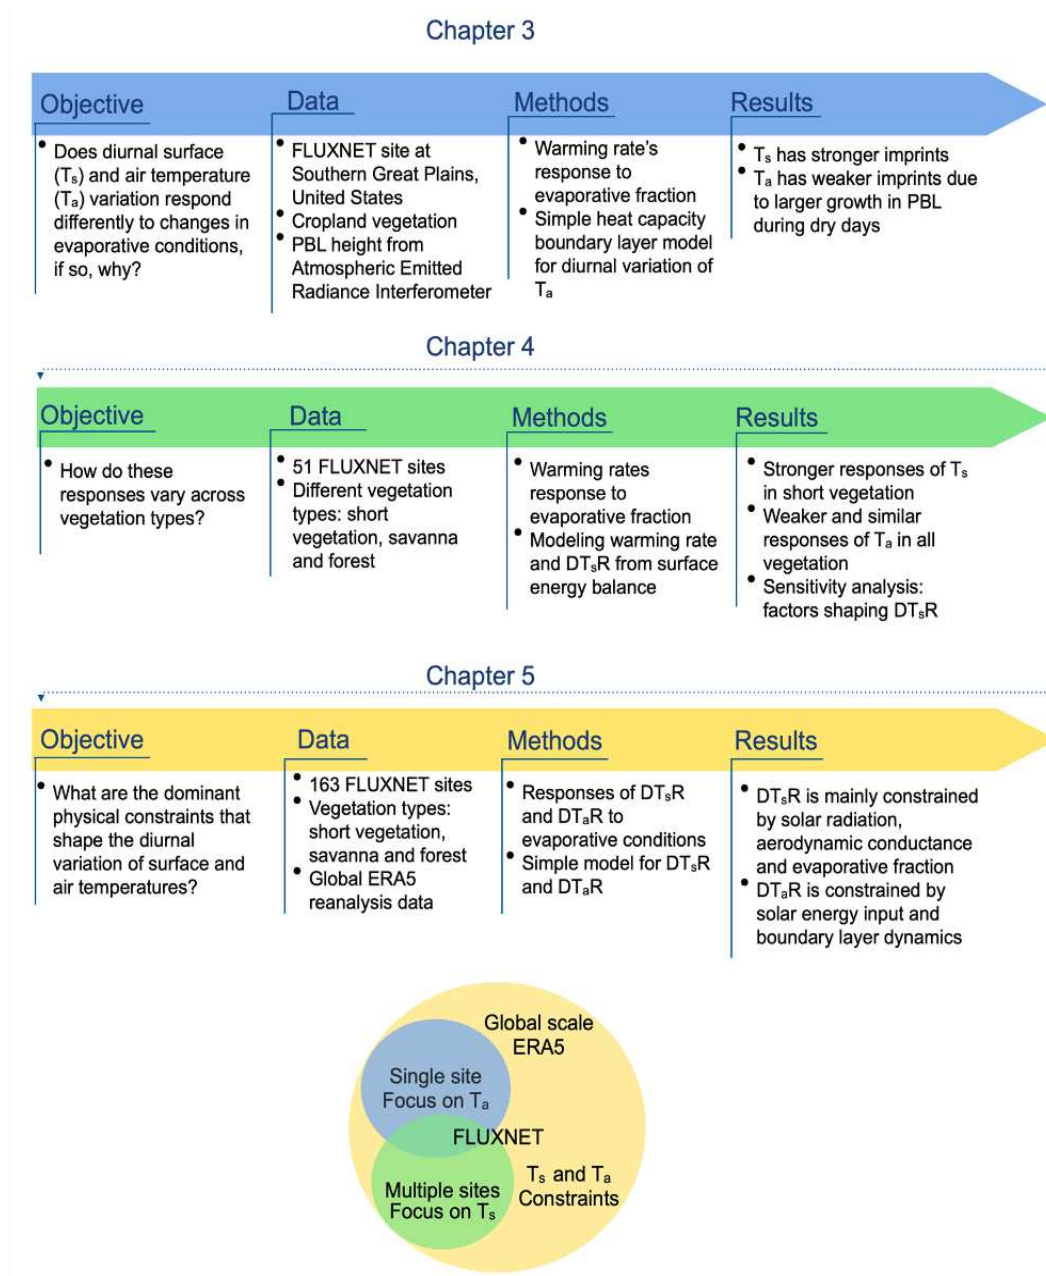 Chapter 3
Objective
• Does diurnal surface
(Tₛ) and air temperature
(Tₐ) variation respond
differently to changes in
evaporative conditions,
if so, why?
Data
• FLUXNET site at
Southern Great Plains,
United States
• Cropland vegetation
• PBL height from
Atmospheric Emitted
Radiance Interferometer
Methods
• Warming rate's
response to
evaporative fraction
• Simple heat capacity
boundary layer model
for diurnal variation of
Tₐ
Results
• Tₛ has stronger imprints
• Tₐ has weaker imprints due
to larger growth in PBL
during dry days
Chapter 4
Objective
• How do these
responses vary across
vegetation types?
Data
• 51 FLUXNET sites
• Different vegetation
types: short
vegetation, savanna
and forest
Methods
• Warming rates
response to
evaporative fraction
• Modeling warming rate
and DTₛR from surface
energy balance
Results
• Stronger responses of Tₛ
in short vegetation
• Weaker and similar
responses of Tₐ in all
vegetation
• Sensitivity analysis:
factors shaping DTₛR
Chapter 5
Objective
• What are the dominant
physical constraints that
shape the diurnal
variation of surface and
air temperatures?
Data
• 163 FLUXNET sites
• Vegetation types:
short vegetation,
savanna and forest
• Global ERA5
reanalysis data
Methods
• Responses of DTₛR
and DTₐR to
evaporative conditions
• Simple model for DTₛR
and DTₐR
Results
• DTₛR is mainly constrained
by solar radiation,
aerodynamic conductance
and evaporative fraction
• DTₐR is constrained by
solar energy input and
boundary layer dynamics
Global scale
ERA5
Single site
Focus on Tₐ
FLUXNET
Tₛ and Tₐ
Constraints
Multiple sites
Focus on Tₛ